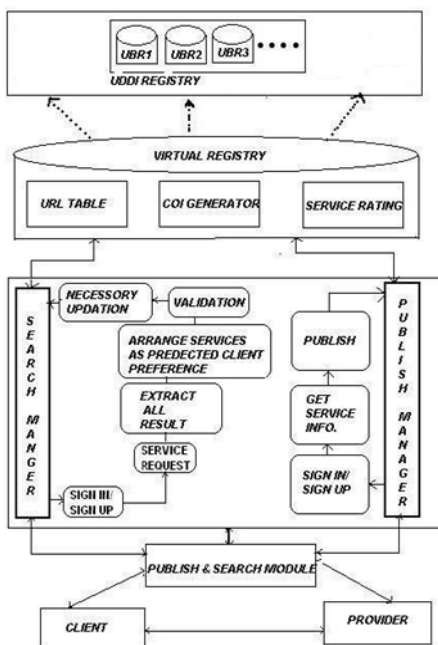 UBR1 UBR2 UBR3
UDDI REGISTRY
VIRTUAL REGISTRY
URL TABLE
COI GENERATOR
SERVICE RATING
SEARCH MANGER
NECESSARY
UPDATION
VALIDATION
ARRANGE SERVICES
AS PREDECTED CLIENT
PREFERENCE
EXTRACT
ALL
RESULT
SERVICE
REQUEST
SIGN IN/
SIGN UP
PUBLISH
GET
SERVICE
INFO.
SIGN IN/
SIGN UP
PUBLISH MANAGER
PUBLISH & SEARCH MODULE
CLIENT
PROVIDER